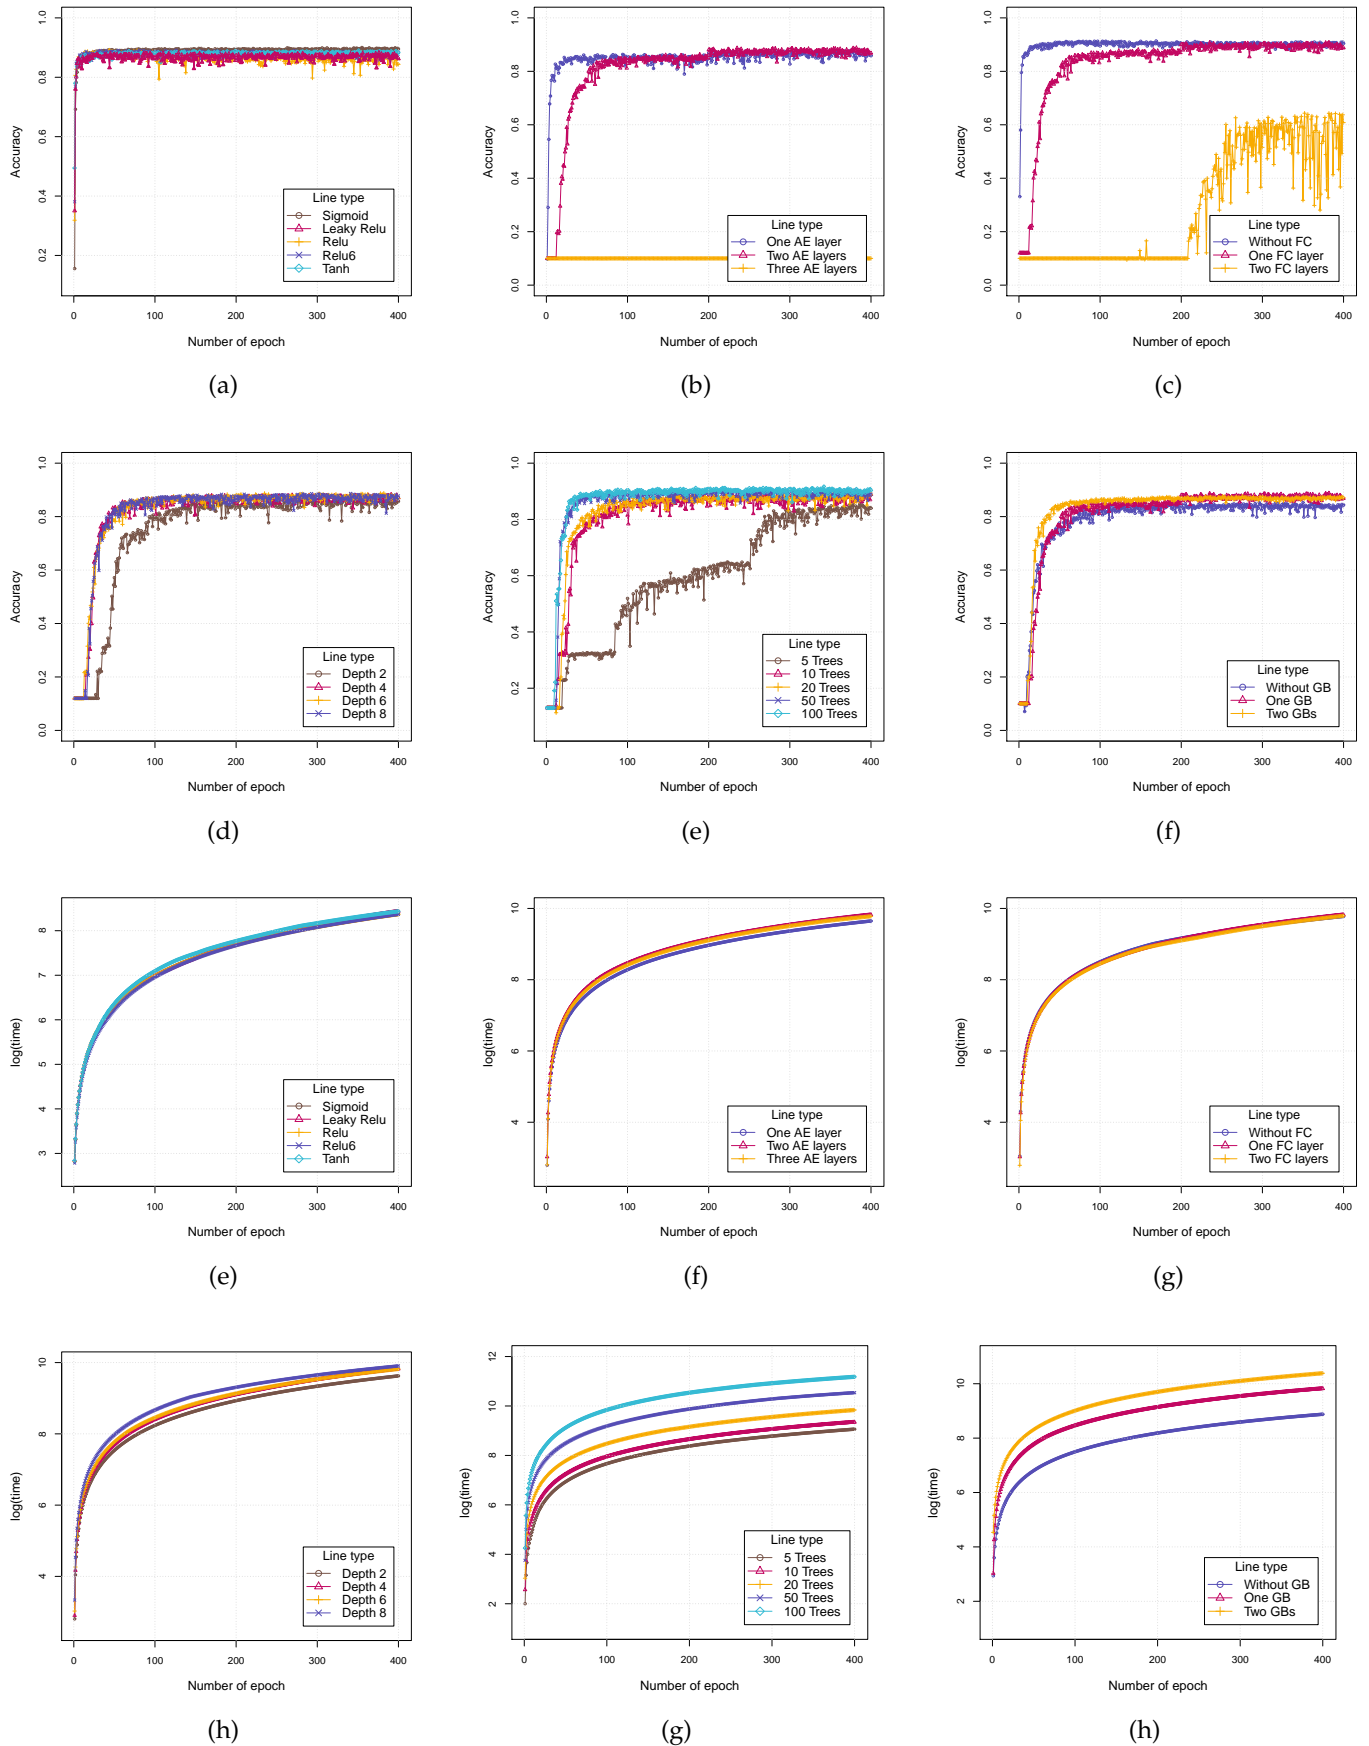 1.0
0.8
0.6
0.4
0.2
Accuracy
Line type
Sigmoid
Leaky Relu
Relu
Relu6
Tanh
0 100 200 300 400
Number of epoch
(a)
1.0
0.8
0.6
0.4
0.2
0.0
Accuracy
Line type
One AE layer
Two AE layers
Three AE layers
0 100 200 300 400
Number of epoch
(b)
1.0
0.8
0.6
0.4
0.2
0.0
Accuracy
Line type
Without FC
One FC layer
Two FC layers
0 100 200 300 400
Number of epoch
(c)
1.0
0.8
0.6
0.4
0.2
0.0
Accuracy
Line type
Depth 2
Depth 4
Depth 6
Depth 8
0 100 200 300 400
Number of epoch
(d)
1.0
0.8
0.6
0.4
0.2
Accuracy
Line type
5 Trees
10 Trees
20 Trees
50 Trees
100 Trees
0 100 200 300 400
Number of epoch
(e)
1.0
0.8
0.6
0.4
0.2
0.0
Accuracy
Line type
Without GB
One GB
Two GBs
0 100 200 300 400
Number of epoch
(f)
8
7
6
5
4
3
log(time)
Line type
Sigmoid
Leaky Relu
Relu
Relu6
Tanh
0 100 200 300 400
Number of epoch
(e)
10
8
6
4
log(time)
Line type
One AE layer
Two AE layers
Three AE layers
0 100 200 300 400
Number of epoch
(f)
10
8
6
4
log(time)
Line type
Without FC
One FC layer
Two FC layers
0 100 200 300 400
Number of epoch
(g)
10
8
6
4
log(time)
Line type
Depth 2
Depth 4
Depth 6
Depth 8
0 100 200 300 400
Number of epoch
(h)
12
10
8
6
4
2
log(time)
Line type
5 Trees
10 Trees
20 Trees
50 Trees
100 Trees
0 100 200 300 400
Number of epoch
(g)
10
8
6
4
2
log(time)
Line type
Without GB
One GB
Two GBs
0 100 200 300 400
Number of epoch
(h)